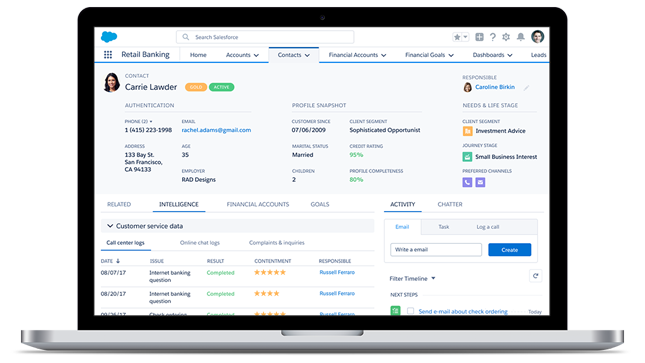 Search Salesforce
Retail Banking Home Accounts Contacts Financial Accounts Financial Goals Dashboards Leads
CONTACT
Carrie Lawder GOLD ACTIVE
RESPONSIBLE
Caroline Birkin
AUTHENTICATION PROFILE SNAPSHOT NEEDS & LIFE STAGE
PHONE (2) EMAIL CUSTOMER SINCE CLIENT SEGMENT CLIENT SEGMENT
1 (415) 223-1998 rachel.adams@gmail.com 07/06/2009 Sophisticated Opportunist Investment Advice
ADDRESS AGE MARITAL STATUS CREDIT RATING JOURNEY STAGE
133 Bay St. 35 Married 95% Small Business Interest
San Francisco,
CA 94133
EMPLOYER CHILDREN PROFILE COMPLETENESS PREFERRED CHANNELS
RAD Designs 2 80%
RELATED INTELLIGENCE FINANCIAL ACCOUNTS GOALS ACTIVITY CHATTER
Customer service data
Email Task Log a call
Call center logs Online chat logs Complaints & inquiries
Write a email Create
DATE ISSUE RESULT CONTENTMENT RESPONSIBLE
08/07/17 Internet banking Completed Russell Ferraro
question
Filter Timeline
08/20/17 Internet banking Completed Russell Ferraro
question
NEXT STEPS
Send e-mail about check ordering Today